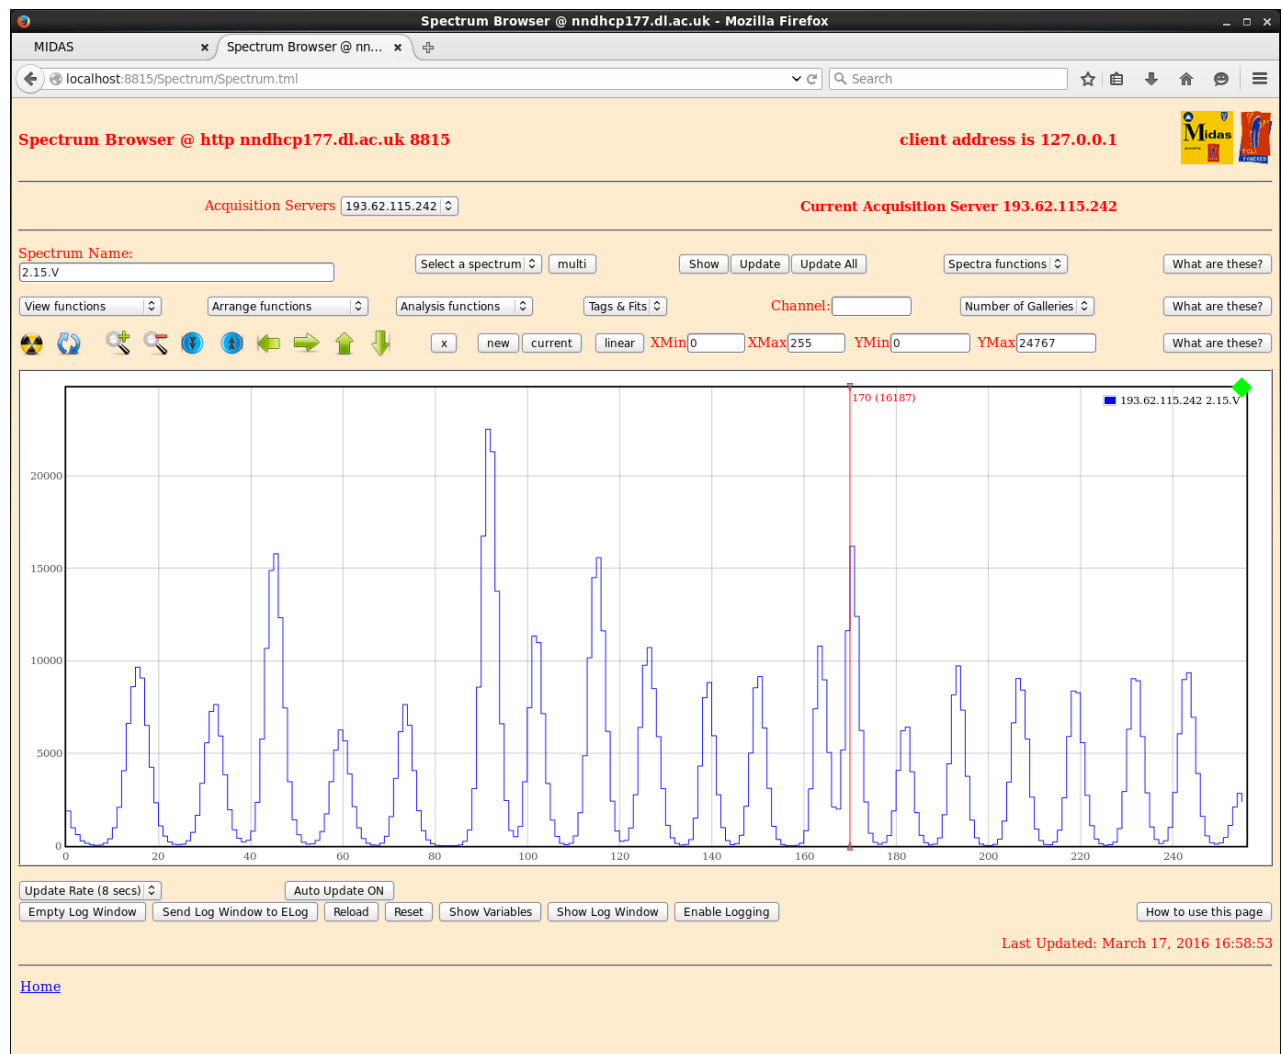 Spectrum Browser @ nndhcp177.dl.ac.uk - Mozilla Firefox
MIDAS
Spectrum Browser @ nn...
localhost:8815/Spectrum/Spectrum.tml
Search
Spectrum Browser @ http nndhcp177.dl.ac.uk 8815
client address is 127.0.0.1
Midas
TCL
POWERED
Acquisition Servers 193.62.115.242
Current Acquisition Server 193.62.115.242
Spectrum Name:
2.15.V
Select a spectrum multi Show Update Update All Spectra functions What are these?
View functions Arrange functions Analysis functions Tags & Fits Channel: Number of Galleries What are these?
x new current linear XMin 0 XMax 255 YMin 0 YMax 24767 What are these?
170 (16187)
193.62.115.242 2.15.V
20000
15000
10000
5000
0
0 20 40 60 80 100 120 140 160 180 200 220 240
Update Rate (8 secs) Auto Update ON
Empty Log Window Send Log Window to ELog Reload Reset Show Variables Show Log Window Enable Logging How to use this page
Last Updated: March 17, 2016 16:58:53
Home